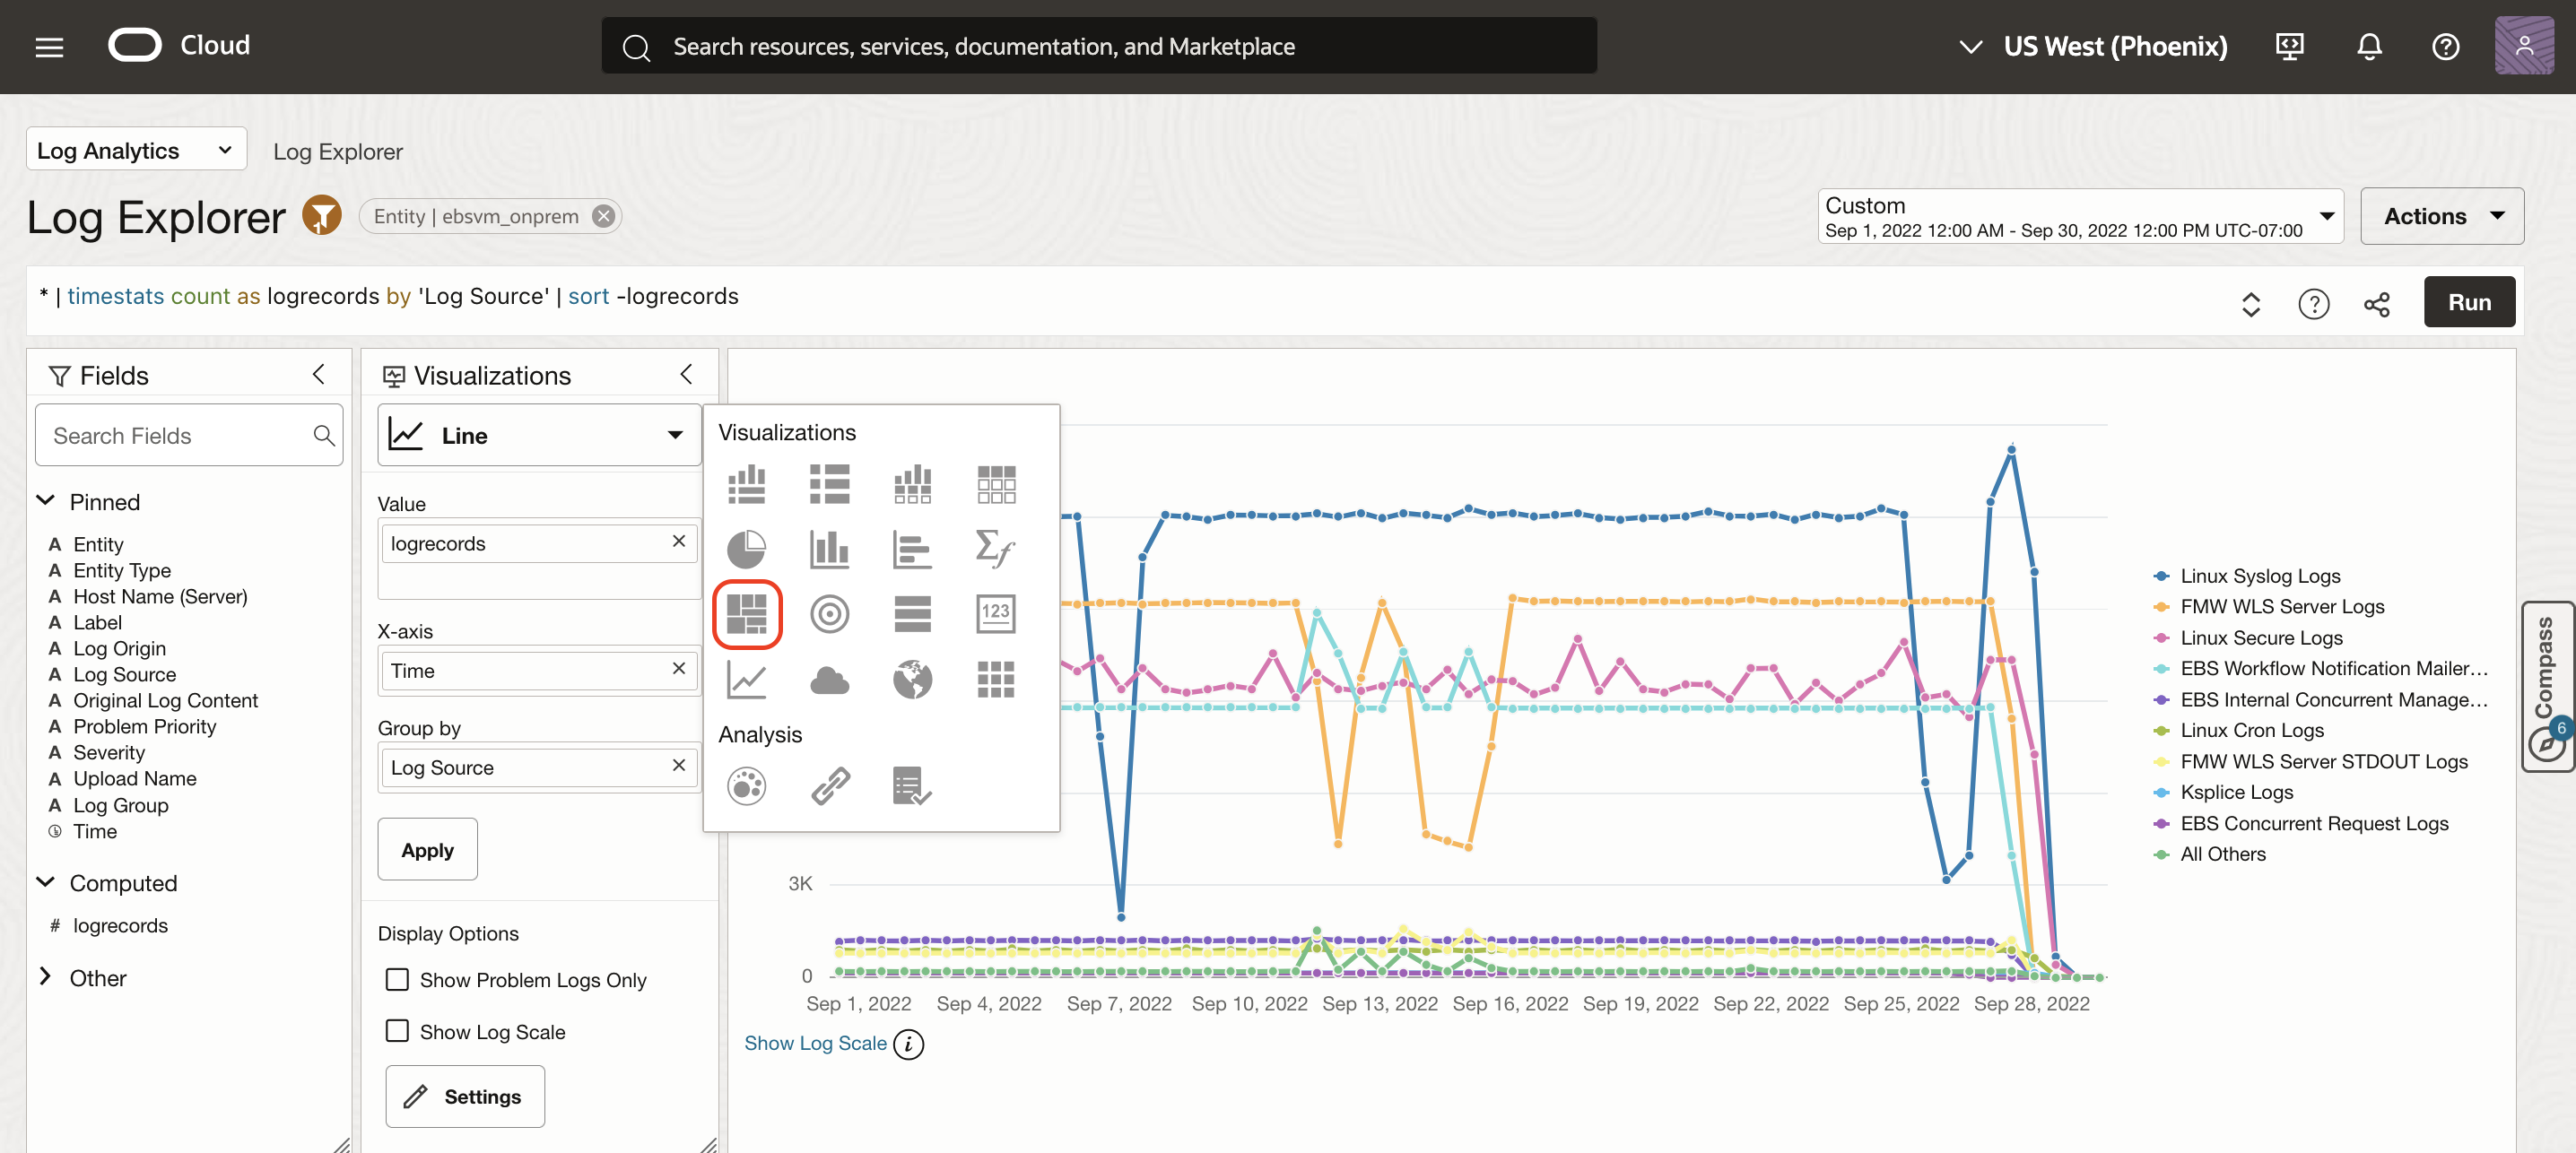 Cloud
Search resources, services, documentation, and Marketplace
US West (Phoenix)
Log Analytics
Log Explorer
Log Explorer
1
Entity | ebsvm_onprem
Custom
Sep 1, 2022 12:00 AM - Sep 30, 2022 12:00 PM UTC-07:00
Actions
* | timestats count as logrecords by 'Log Source' | sort -logrecords
Run
Fields
Search Fields
Pinned
A Entity
A Entity Type
A Host Name (Server)
A Label
A Log Origin
A Log Source
A Original Log Content
A Problem Priority
A Severity
A Upload Name
A Log Group
Time
Computed
# logrecords
Other
Visualizations
Line
Value
logrecords
X-axis
Time
Group by
Log Source
Apply
Display Options
Show Problem Logs Only
Show Log Scale
Settings
Visualizations
123
Analysis
3K
0
Sep 1, 2022
Sep 4, 2022
Sep 7, 2022
Sep 10, 2022
Sep 13, 2022
Sep 16, 2022
Sep 19, 2022
Sep 22, 2022
Sep 25, 2022
Sep 28, 2022
Show Log Scale
Linux Syslog Logs
FMW WLS Server Logs
Linux Secure Logs
EBS Workflow Notification Mailer...
EBS Internal Concurrent Manage...
Linux Cron Logs
FMW WLS Server STDOUT Logs
Ksplice Logs
EBS Concurrent Request Logs
All Others
Compass
6